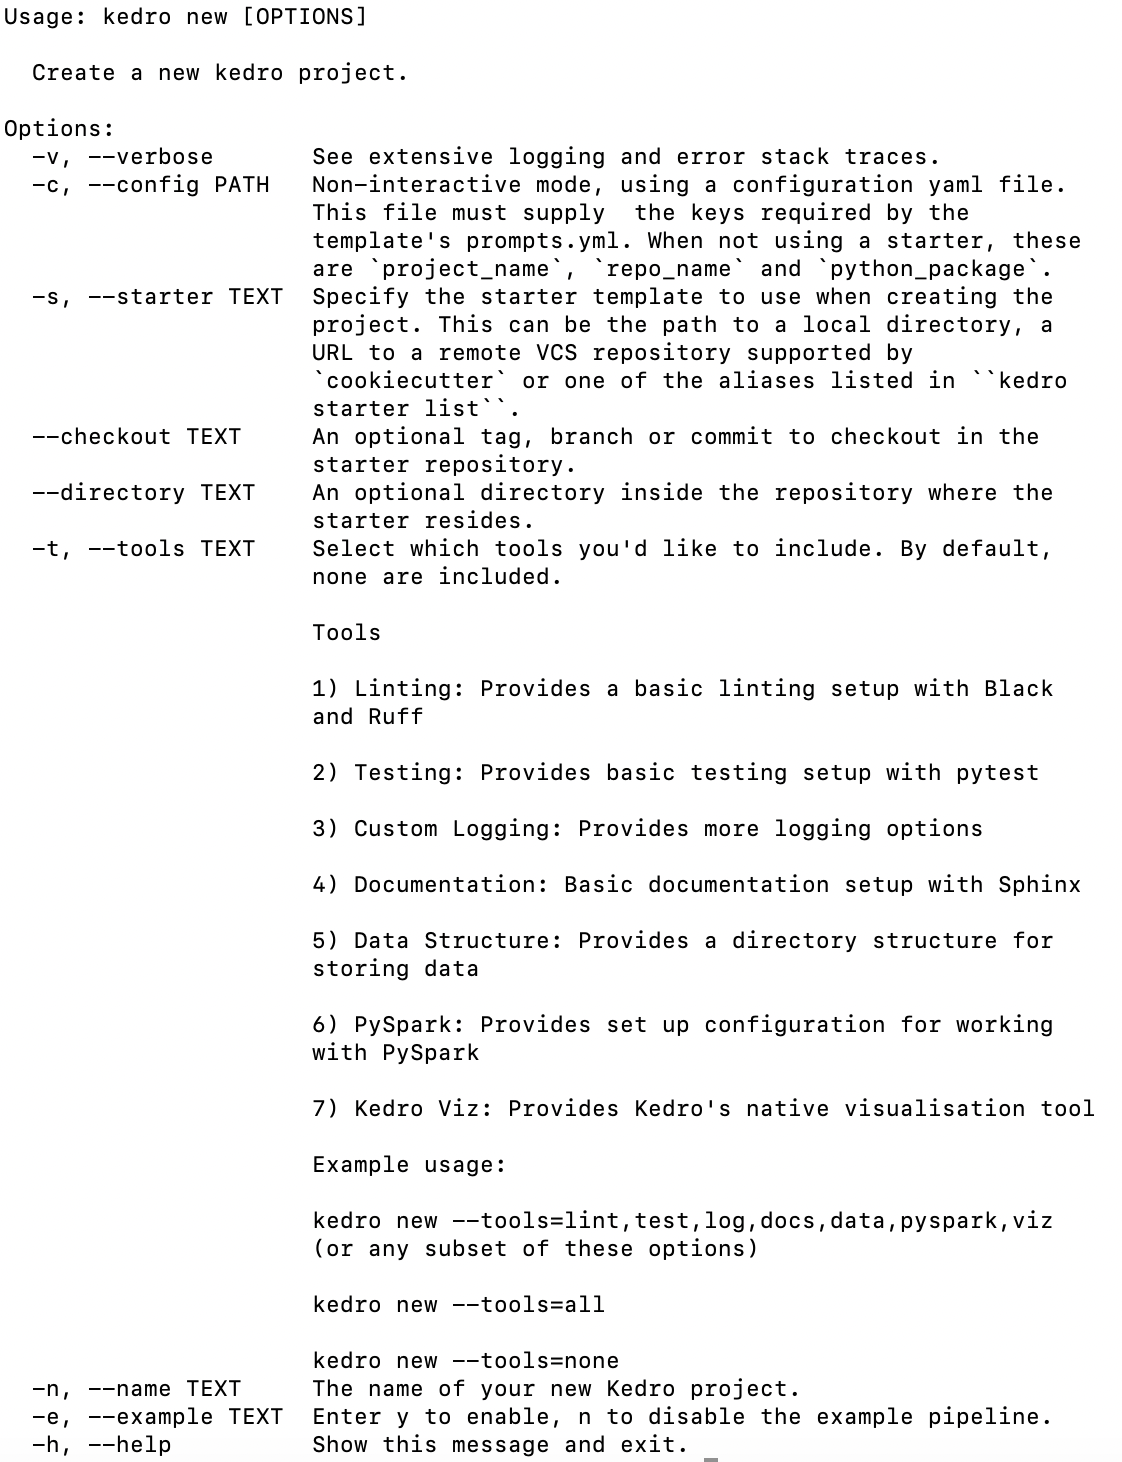 Usage: kedro new [OPTIONS]
Create a new kedro project.
Options:
-v, --verbose See extensive logging and error stack traces.
-c, --config PATH Non-interactive mode, using a configuration yaml file.
This file must supply  the keys required by the
template's prompts.yml. When not using a starter, these
are `project_name`, `repo_name` and `python_package`.
-s, --starter TEXT Specify the starter template to use when creating the
project. This can be the path to a local directory, a
URL to a remote VCS repository supported by
`cookiecutter` or one of the aliases listed in ``kedro
starter list``.
--checkout TEXT An optional tag, branch or commit to checkout in the
starter repository.
--directory TEXT An optional directory inside the repository where the
starter resides.
-t, --tools TEXT Select which tools you'd like to include. By default,
none are included.
Tools
1) Linting: Provides a basic linting setup with Black
and Ruff
2) Testing: Provides basic testing setup with pytest
3) Custom Logging: Provides more logging options
4) Documentation: Basic documentation setup with Sphinx
5) Data Structure: Provides a directory structure for
storing data
6) PySpark: Provides set up configuration for working
with PySpark
7) Kedro Viz: Provides Kedro's native visualisation tool
Example usage:
kedro new --tools=lint,test,log,docs,data,pyspark,viz
(or any subset of these options)
kedro new --tools=all
kedro new --tools=none
-n, --name TEXT The name of your new Kedro project.
-e, --example TEXT Enter y to enable, n to disable the example pipeline.
-h, --help Show this message and exit.